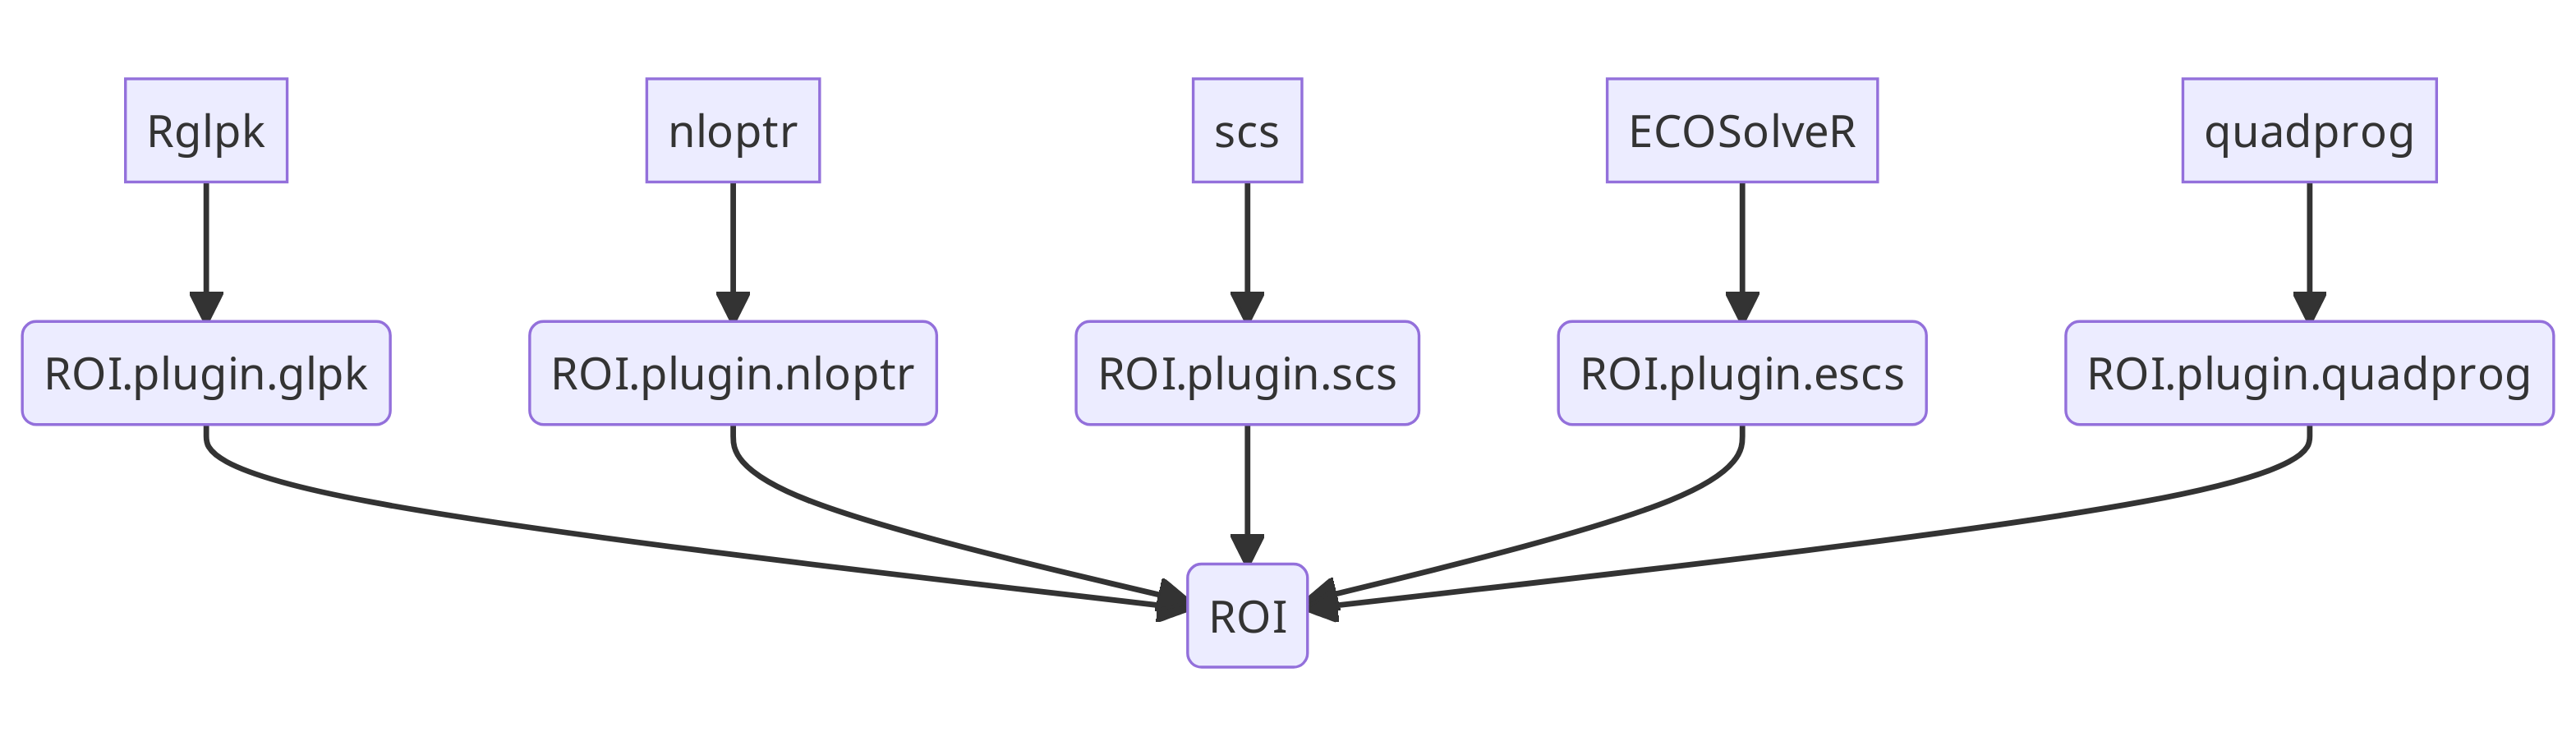 Rglpk
nloptr
scs
ECOSolveR
quadprog
ROI.plugin.glpk
ROI.plugin.nloptr
ROI.plugin.scs
ROI.plugin.escs
ROI.plugin.quadprog
ROI